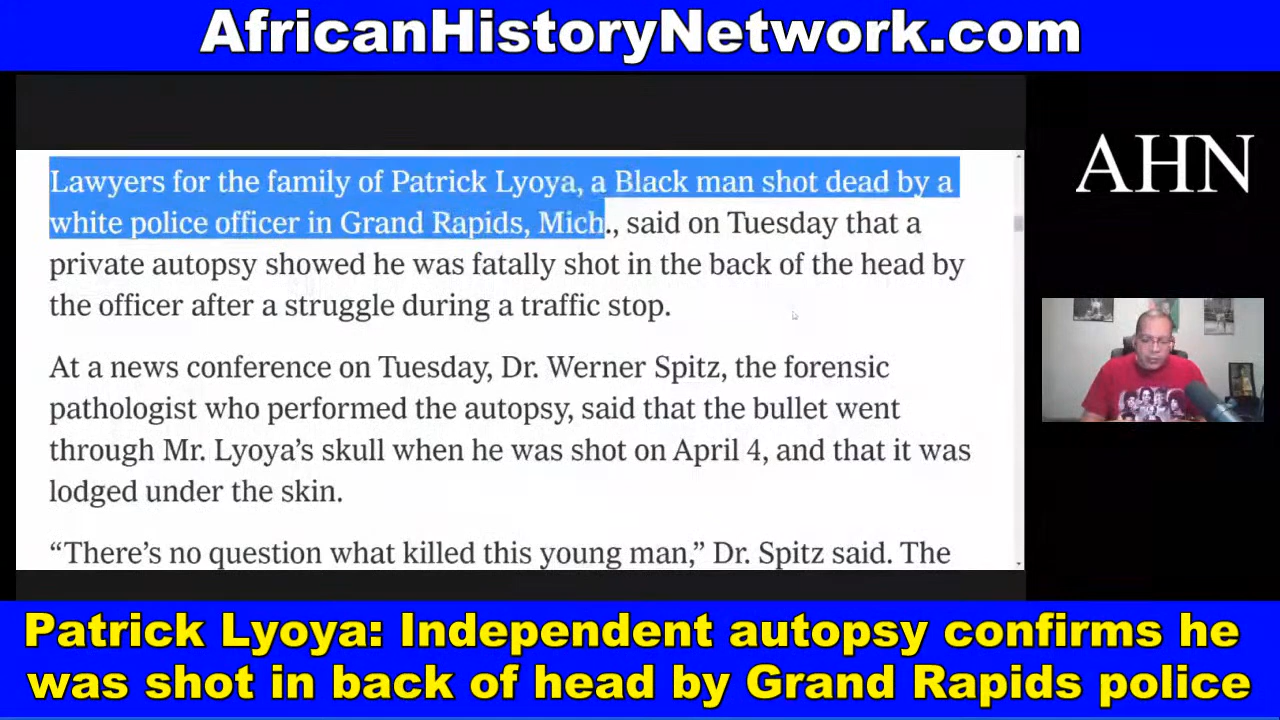 AfricanHistoryNetwork.com
AHN
Lawyers for the family of Patrick Lyoya, a Black man shot dead by a
white police officer in Grand Rapids, Mich., said on Tuesday that a
private autopsy showed he was fatally shot in the back of the head by
the officer after a struggle during a traffic stop.
At a news conference on Tuesday, Dr. Werner Spitz, the forensic
pathologist who performed the autopsy, said that the bullet went
through Mr. Lyoya’s skull when he was shot on April 4, and that it was
lodged under the skin.
“There’s no question what killed this young man,” Dr. Spitz said. The
Patrick Lyoya: Independent autopsy confirms he
was shot in back of head by Grand Rapids police